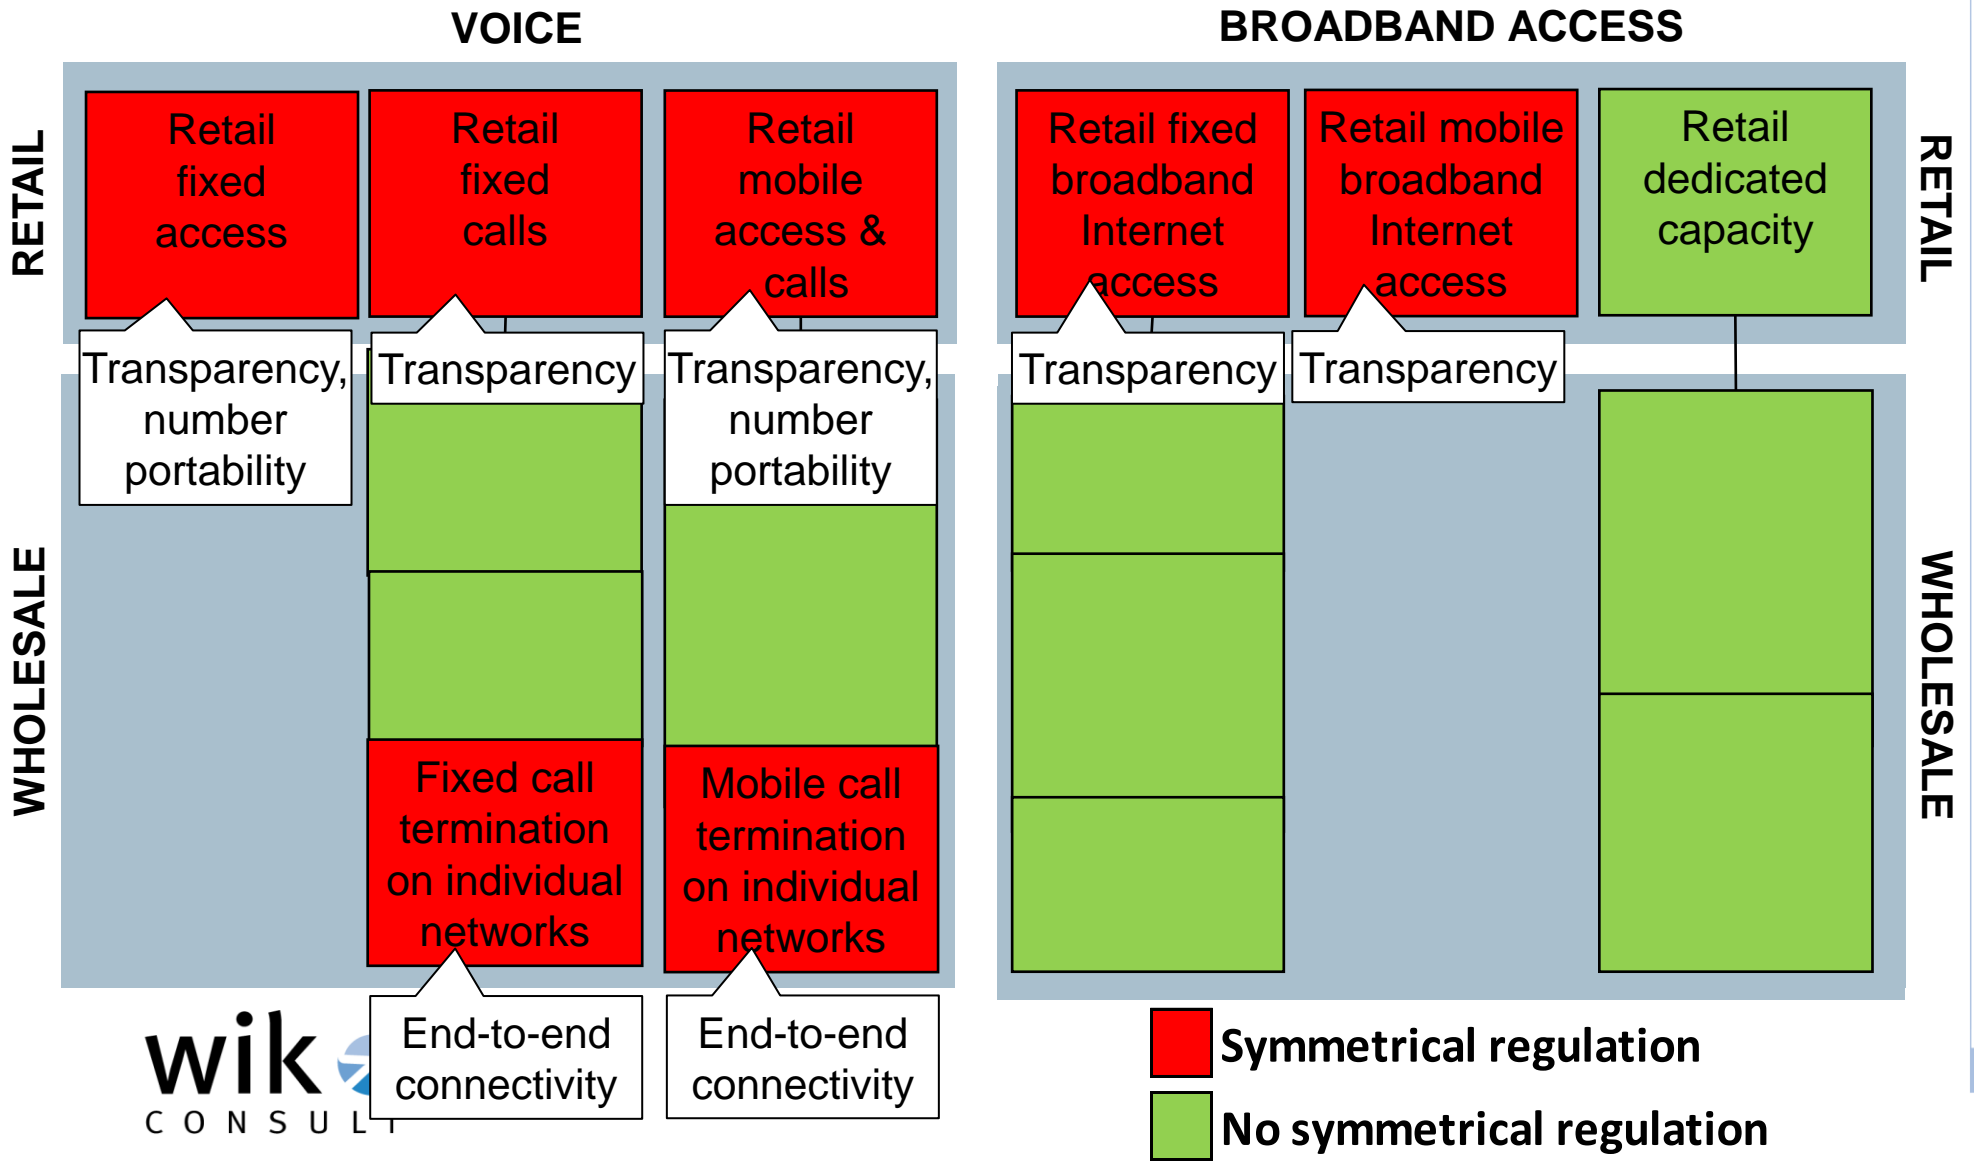 VOICE
BROADBAND ACCESS
RETAIL
Retail
fixed
access
Retail
fixed
calls
Retail
mobile
access &
calls
Retail fixed
broadband
Internet
access
Retail mobile
broadband
Internet
access
Retail
dedicated
capacity
RETAIL
Transparency,
number
portability
Transparency
Transparency,
number
portability
Transparency
Transparency
WHOLESALE
WHOLESALE
Fixed call
termination
on individual
networks
Mobile call
termination
on individual
networks
End-to-end
connectivity
End-to-end
connectivity
wik
CONSULT
Symmetrical regulation
No symmetrical regulation